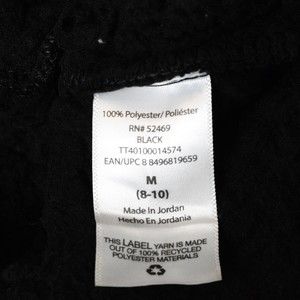 100% Polyester/ Poliéster
RN# 52469
BLACK
TT40100014574
EAN/UPC 8 8496819659
M
(8-10)
Made In Jordan
Hecho En Jordania
THIS LABEL YARN IS MADE
OUT OF 100% RECYCLED
POLYESTER MATERIALS